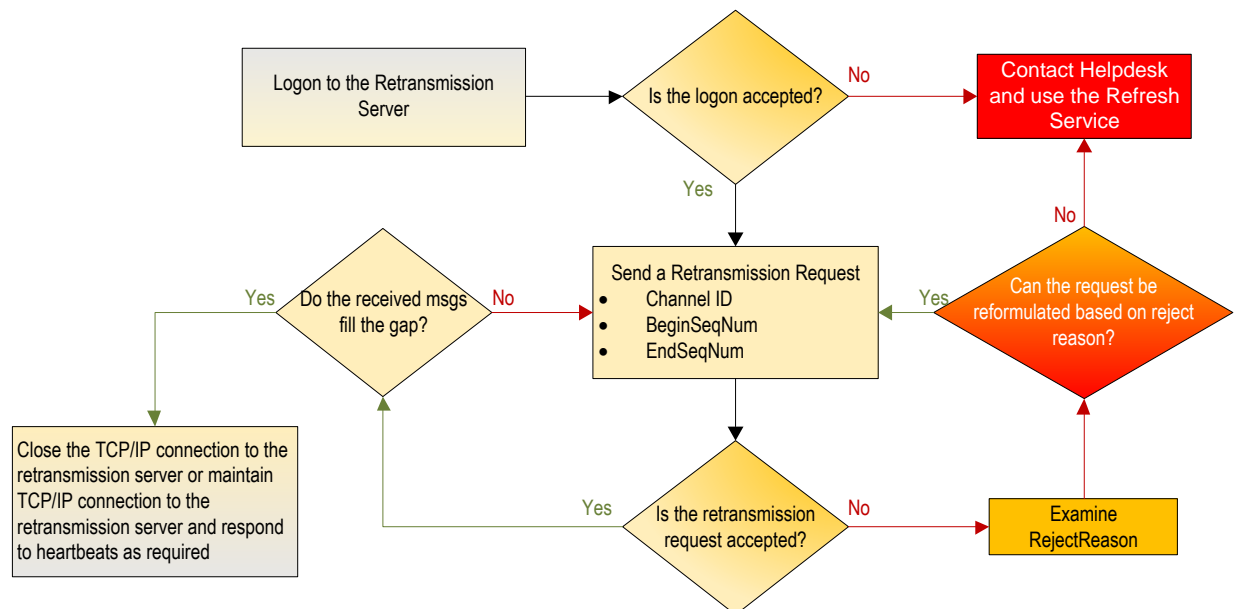 Logon to the Retransmission
Server
Is the logon accepted?
No
Contact Helpdesk
and use the Refresh
Service
Yes
No
Send a Retransmission Request
• Channel ID
• BeginSeqNum
• EndSeqNum
Yes
Do the received msgs
fill the gap?
No
Yes
Can the request be
reformulated based on reject
reason?
Close the TCP/IP connection to the
retransmission server or maintain
TCP/IP connection to the
retransmission server and respond
to heartbeats as required
Yes
Is the retransmission
request accepted?
No
Examine
RejectReason